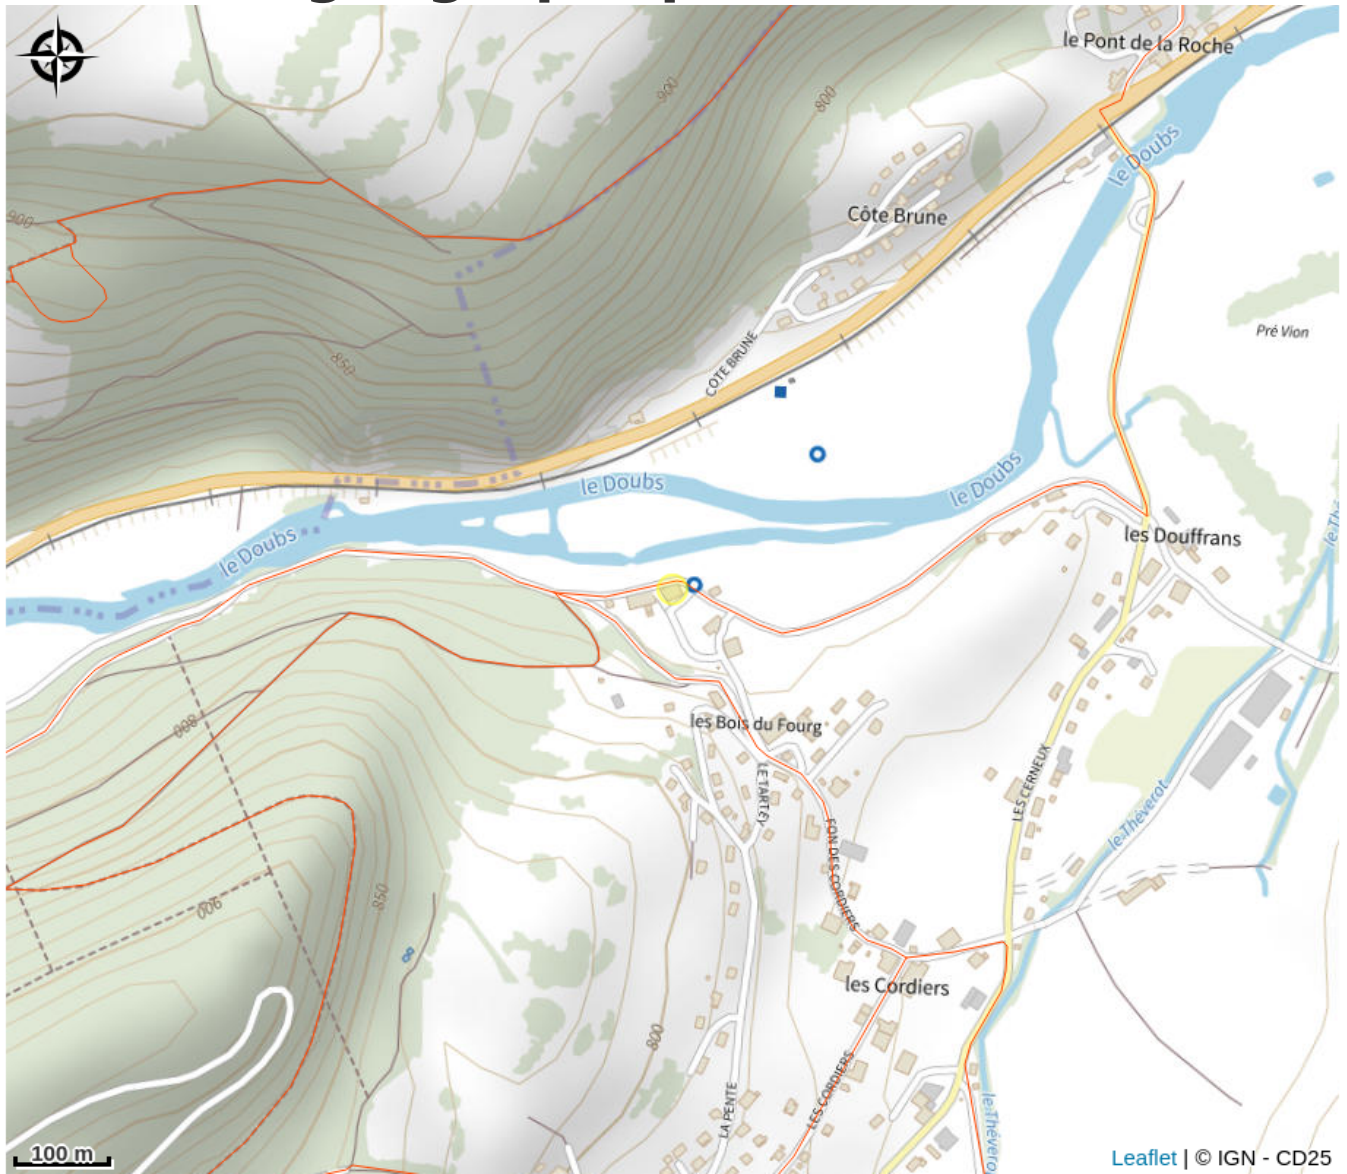 le Pont de la Roche
900
800
le Doubs
Côte Brune
900
Pré Vion
COTE BRUNE
850
le Doubs
le Doubs
le Doubs
les Douffrans
les Bois du Fourg
800
LE TARTEY
LES CERNEUX
le Théverot
FON DES CORDIERS
850
900
les Cordiers
800
LES CORDIERS
LA PENTE
le Théverot
100 m
Leaflet | © IGN - CD25